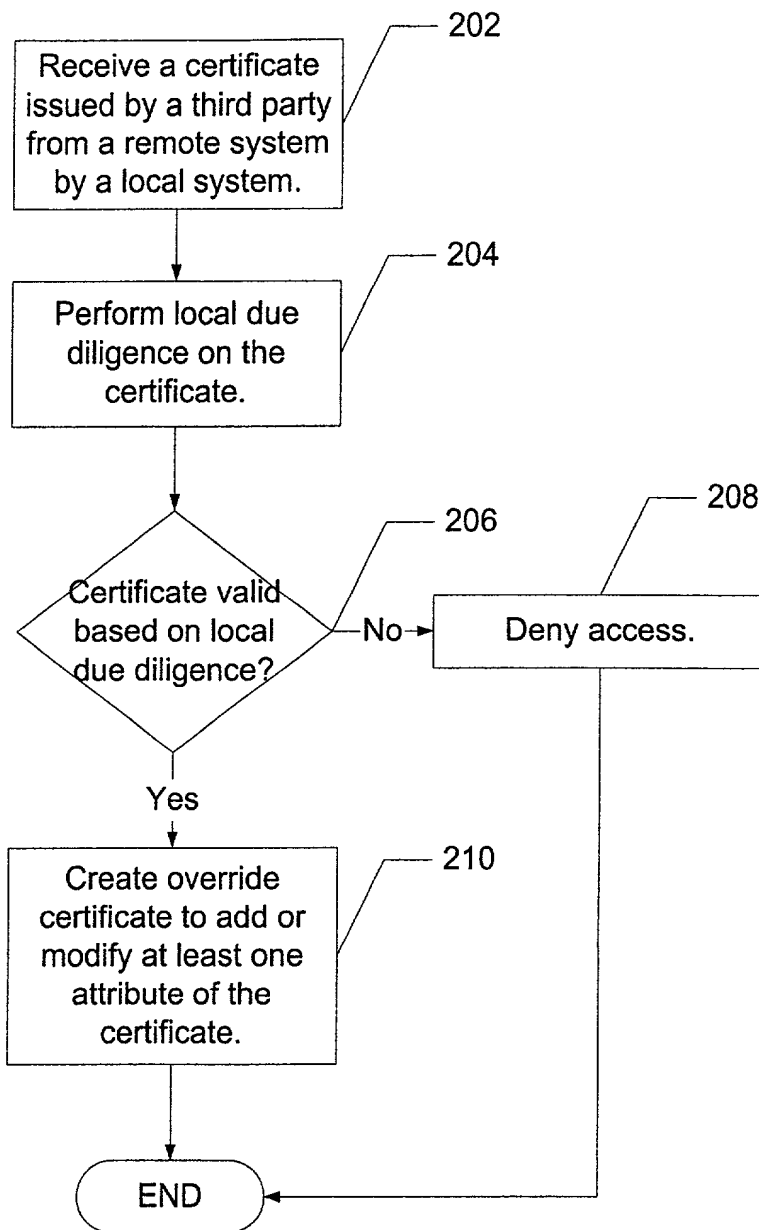 202
Receive a certificate
issued by a third party
from a remote system
by a local system.
204
Perform local due
diligence on the
certificate.
206
Certificate valid
based on local
due diligence?
No
208
Deny access.
Yes
210
Create override
certificate to add or
modify at least one
attribute of the
certificate.
END